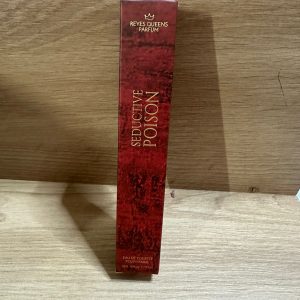 REYES QUEENS
PARFUM
SEDUCTIVE
POISON
EAU DE TOILETTE